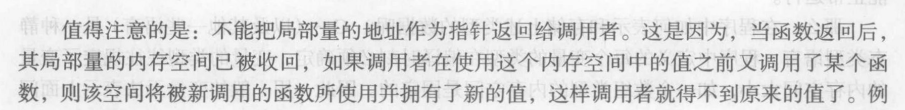 值得注意的是：不能把局部量的地址作为指针返回给调用者。这是因为，当函数返回后，
其局部量的内存空间已被收回，如果调用者在使用这个内存空间中的值之前又调用了某个函
数，则该空间将被新调用的函数所使用并拥有了新的值，这样调用者就得不到原来的值了。例